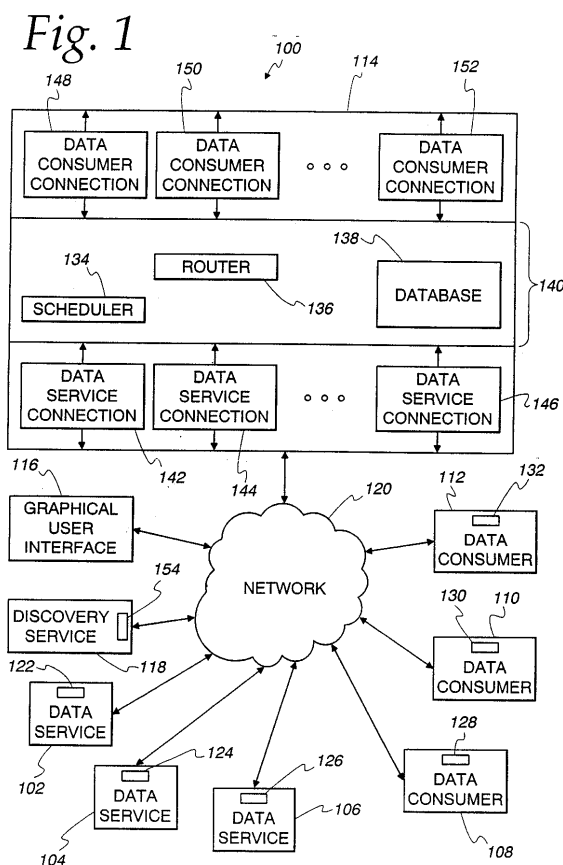 Fig. 1
100
148
150
114
152
DATA
CONSUMER
CONNECTION
DATA
CONSUMER
CONNECTION
DATA
CONSUMER
CONNECTION
138
134
ROUTER
DATABASE
140
SCHEDULER
136
DATA
SERVICE
CONNECTION
DATA
SERVICE
CONNECTION
DATA
SERVICE
CONNECTION
142
144
146
116
120
112
132
GRAPHICAL
USER
INTERFACE
DATA
CONSUMER
NETWORK
154
DISCOVERY
SERVICE
118
130
110
DATA
CONSUMER
122
DATA
SERVICE
102
124
DATA
SERVICE
104
126
DATA
SERVICE
106
128
DATA
CONSUMER
108